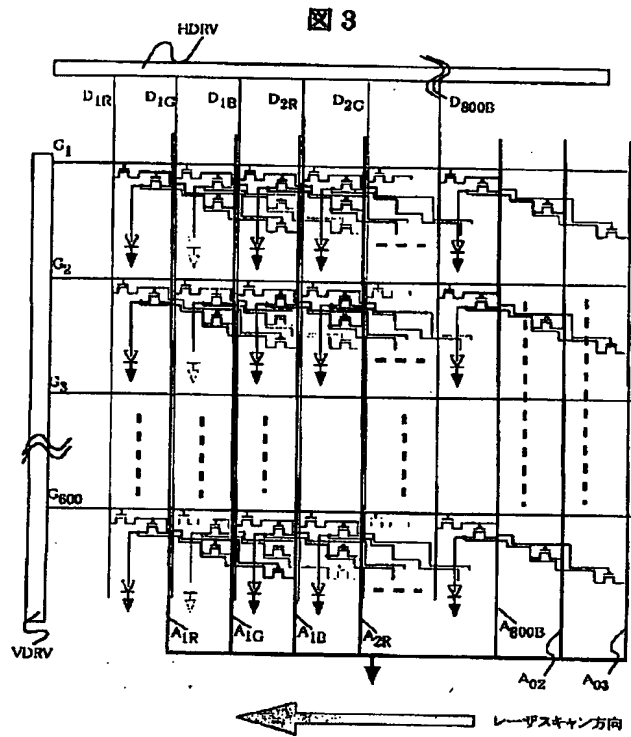 図 3
HDRV
D1R D1G D1B D2R D2G D800B
G1
G2
G3
G600
A1R A1G A1B A2R A800B
VDRV
A02 A03
レーザスキャン方向